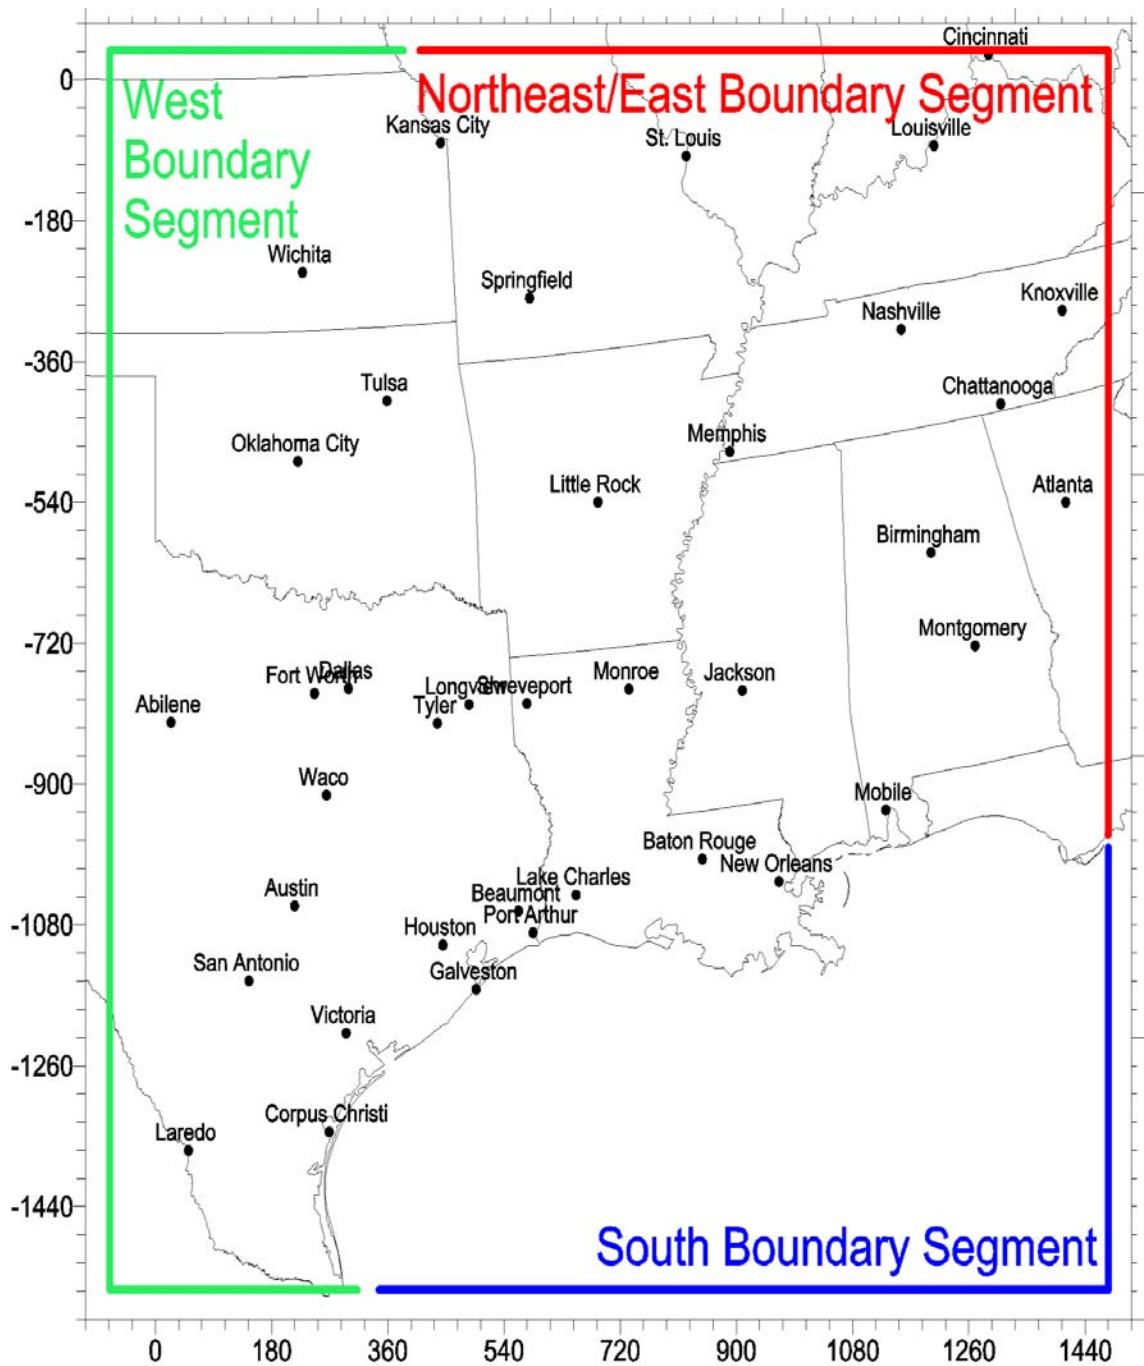 Cincinnati
0
West
Boundary
Segment
Northeast/East Boundary Segment
Kansas City
St. Louis
Louisville
-180
Wichita
Springfield
Knoxville
Nashville
-360
Tulsa
Chattanooga
Oklahoma City
Memphis
Little Rock
Atlanta
-540
Birmingham
-720
Montgomery
Fort Worth
Dallas
Longview
Shreveport
Monroe
Jackson
Abilene
Tyler
Waco
-900
Mobile
Baton Rouge
New Orleans
Lake Charles
Austin
Beaumont
Port Arthur
-1080
Houston
San Antonio
Galveston
Victoria
-1260
Corpus Christi
Laredo
-1440
South Boundary Segment
0 180 360 540 720 900 1080 1260 1440